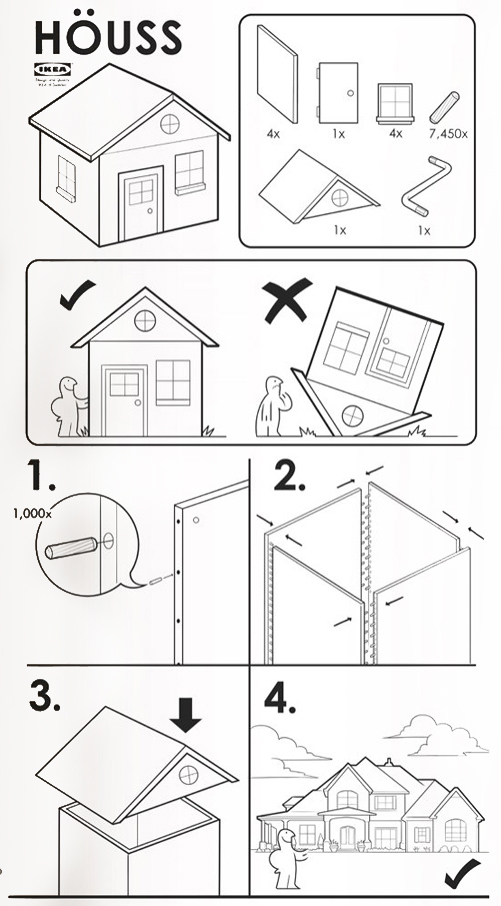 HÖUSS
IKEA
4x
1x
4x
7,450x
1x
1x
1.
1,000x
2.
3.
4.